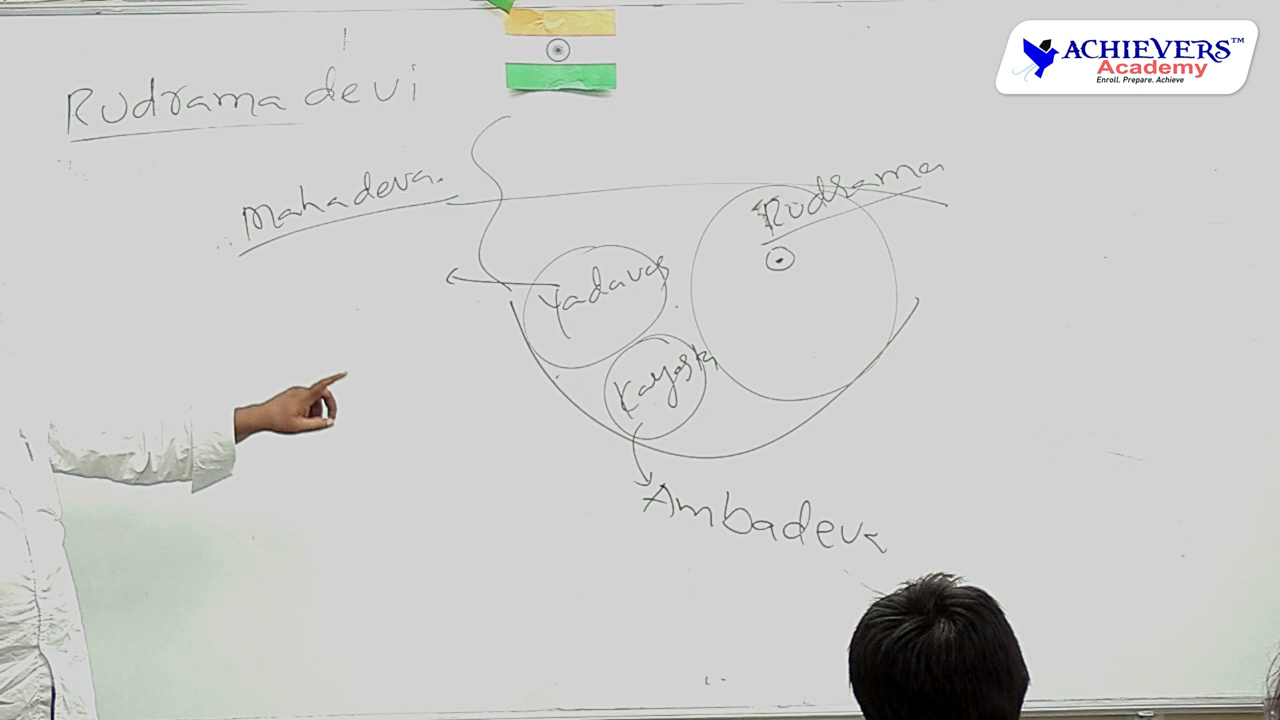 ACHIEVERS™
Academy
Enroll. Prepare. Achieve
Rudrama devi
Mahadeva.
Rudrama
Yadavas
Kayasth
Ambadeva